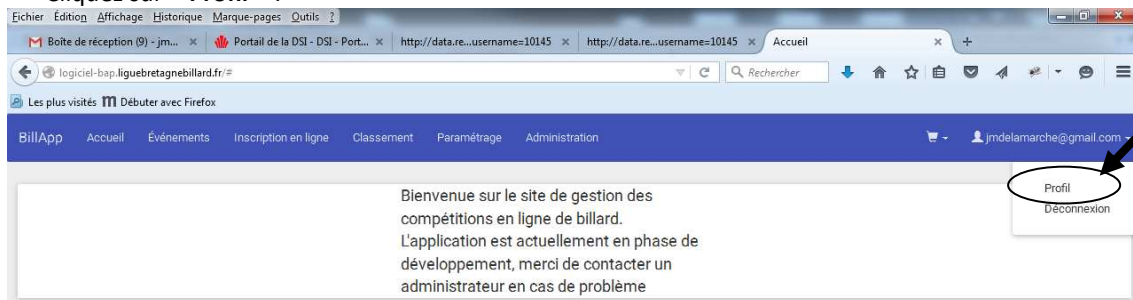 Fichier Édition Affichage Historique Marque-pages Outils ?
Boîte de réception (9) - jm... × Portail de la DSI - DSI - Port... × http://data.re...username=10145 × http://data.re...username=10145 × Accueil × +
logiciel-bap.liguebretagnebillard.fr/# Rechercher
Les plus visités Débuter avec Firefox
BillApp Accueil Événements Inscription en ligne Classement Paramétrage Administration jmdelamarche@gmail.com
Profil
Déconnexion
Bienvenue sur le site de gestion des
compétitions en ligne de billard.
L'application est actuellement en phase de
développement, merci de contacter un
administrateur en cas de problème